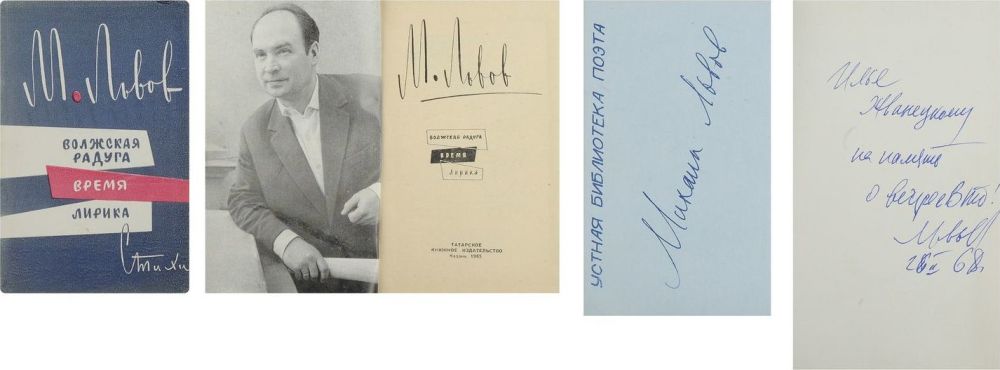 М. Львов
ВОЛЖСКАЯ
РАДУГА
ВРЕМЯ
ЛИРИКА
Стихи
М. Львов
ВОЛЖСКАЯ РАДУГА
ВРЕМЯ
ЛИРИКА
ТАТАРСКОЕ
КНИЖНОЕ ИЗДАТЕЛЬСТВО
Казань 1965
УСТНАЯ БИБЛИОТЕКА ПОЭТА
Михаил Львов
Илье
Жванецкому
на память
о встрече
МЛьвов
68